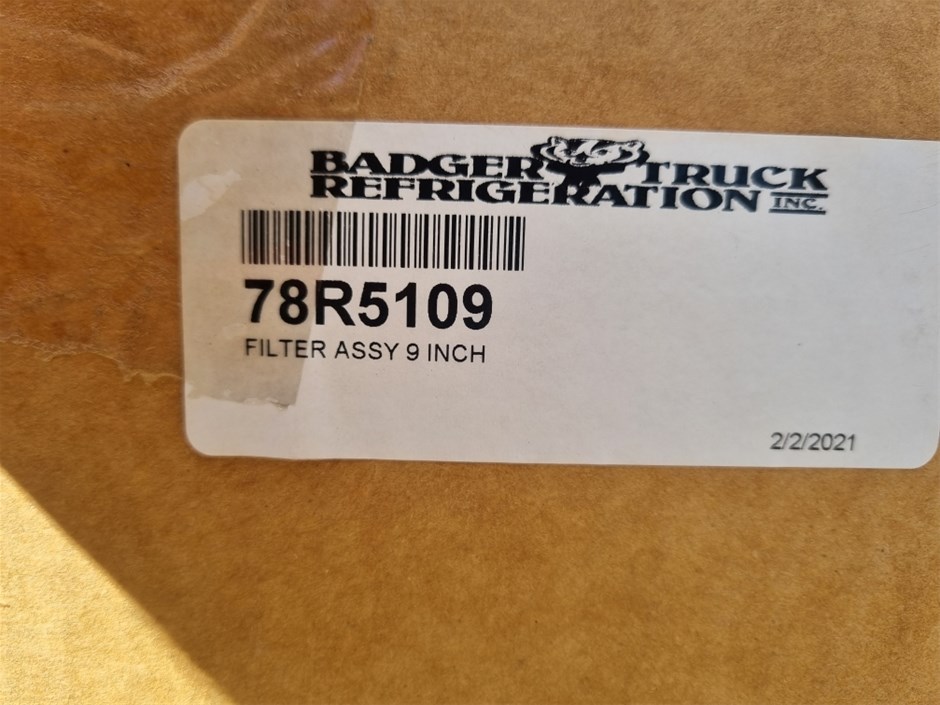 BADGER TRUCK
REFRIGERATION INC.
78R5109
FILTER ASSY 9 INCH
2/2/2021